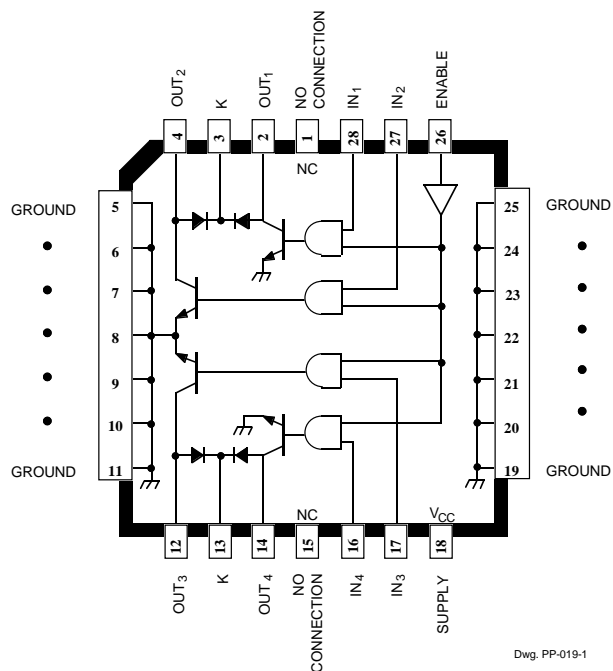 OUT2
K
OUT1
NO
CONNECTION
IN1
IN2
ENABLE
4
3
2
1
28
27
26
NC
GROUND
5
6
7
8
9
10
11
GROUND
25
GROUND
24
23
22
21
20
19
GROUND
NC
VCC
12
13
14
15
16
17
18
OUT3
K
OUT4
NO
CONNECTION
IN4
IN3
SUPPLY
Dwg. PP-019-1